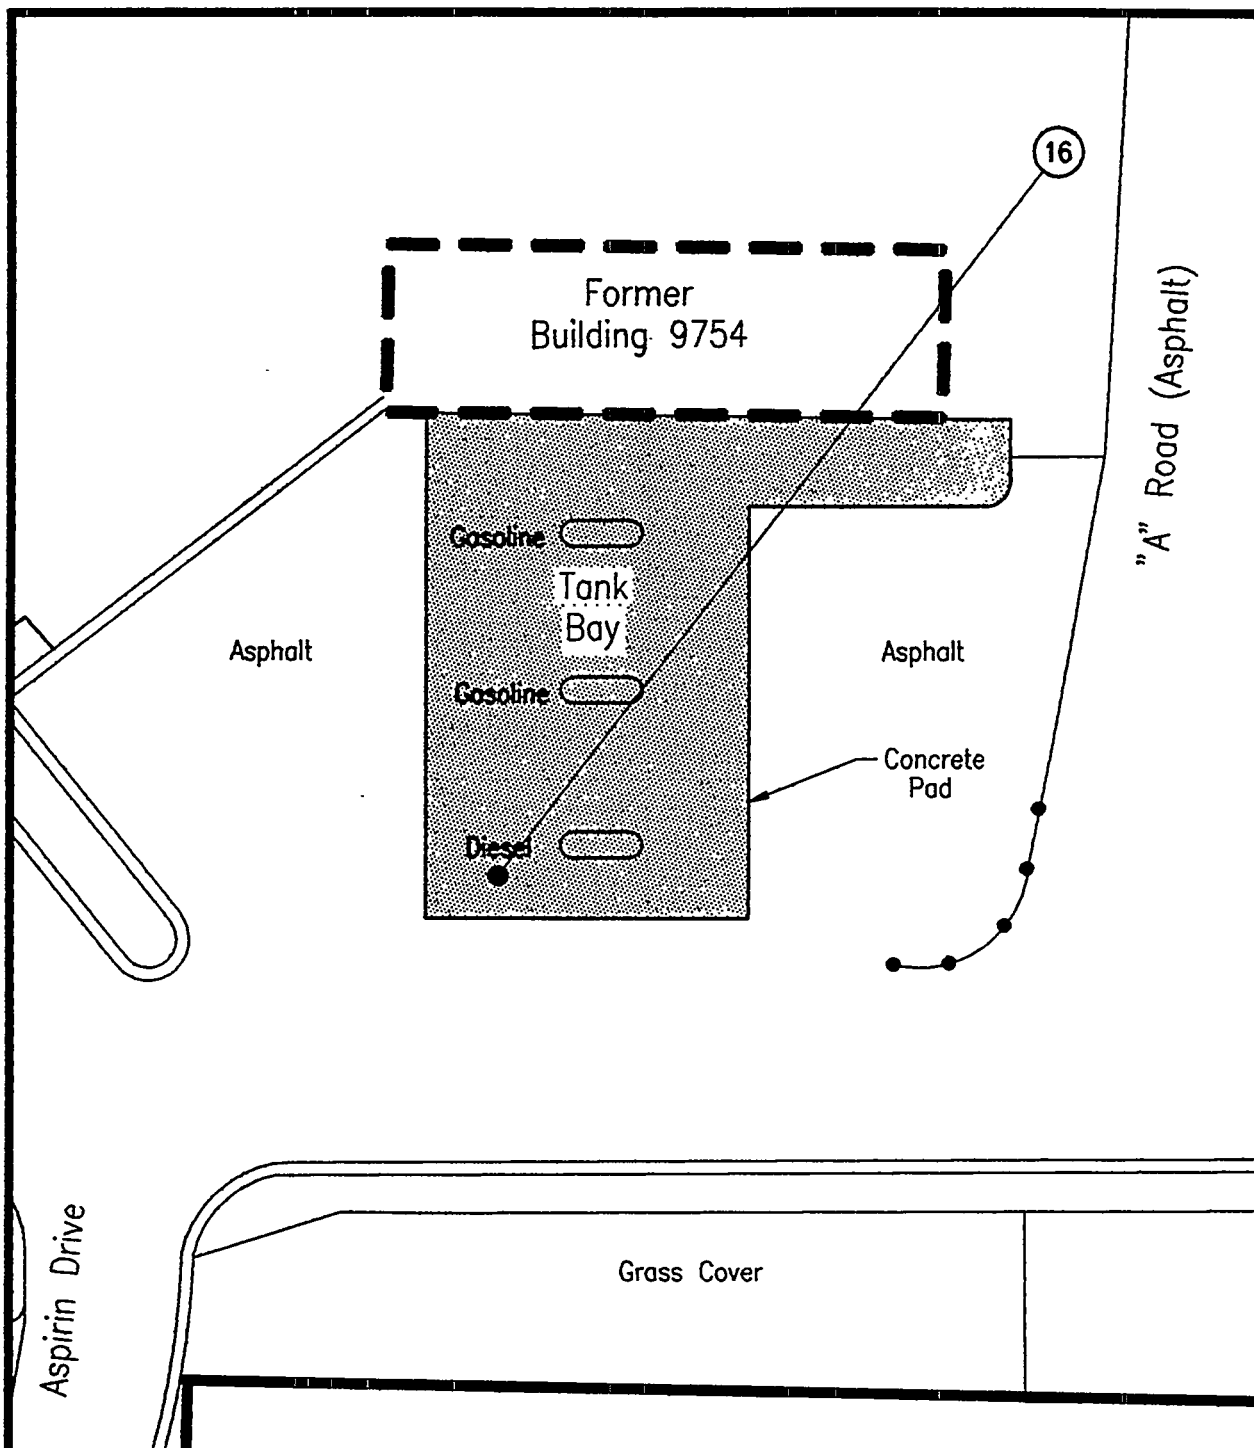 16
Former
Building 9754
"A" Road (Asphalt)
Gasoline
Tank
Bay
Asphalt
Asphalt
Gasoline
Concrete
Pad
Diesel
Grass Cover
Aspirin Drive